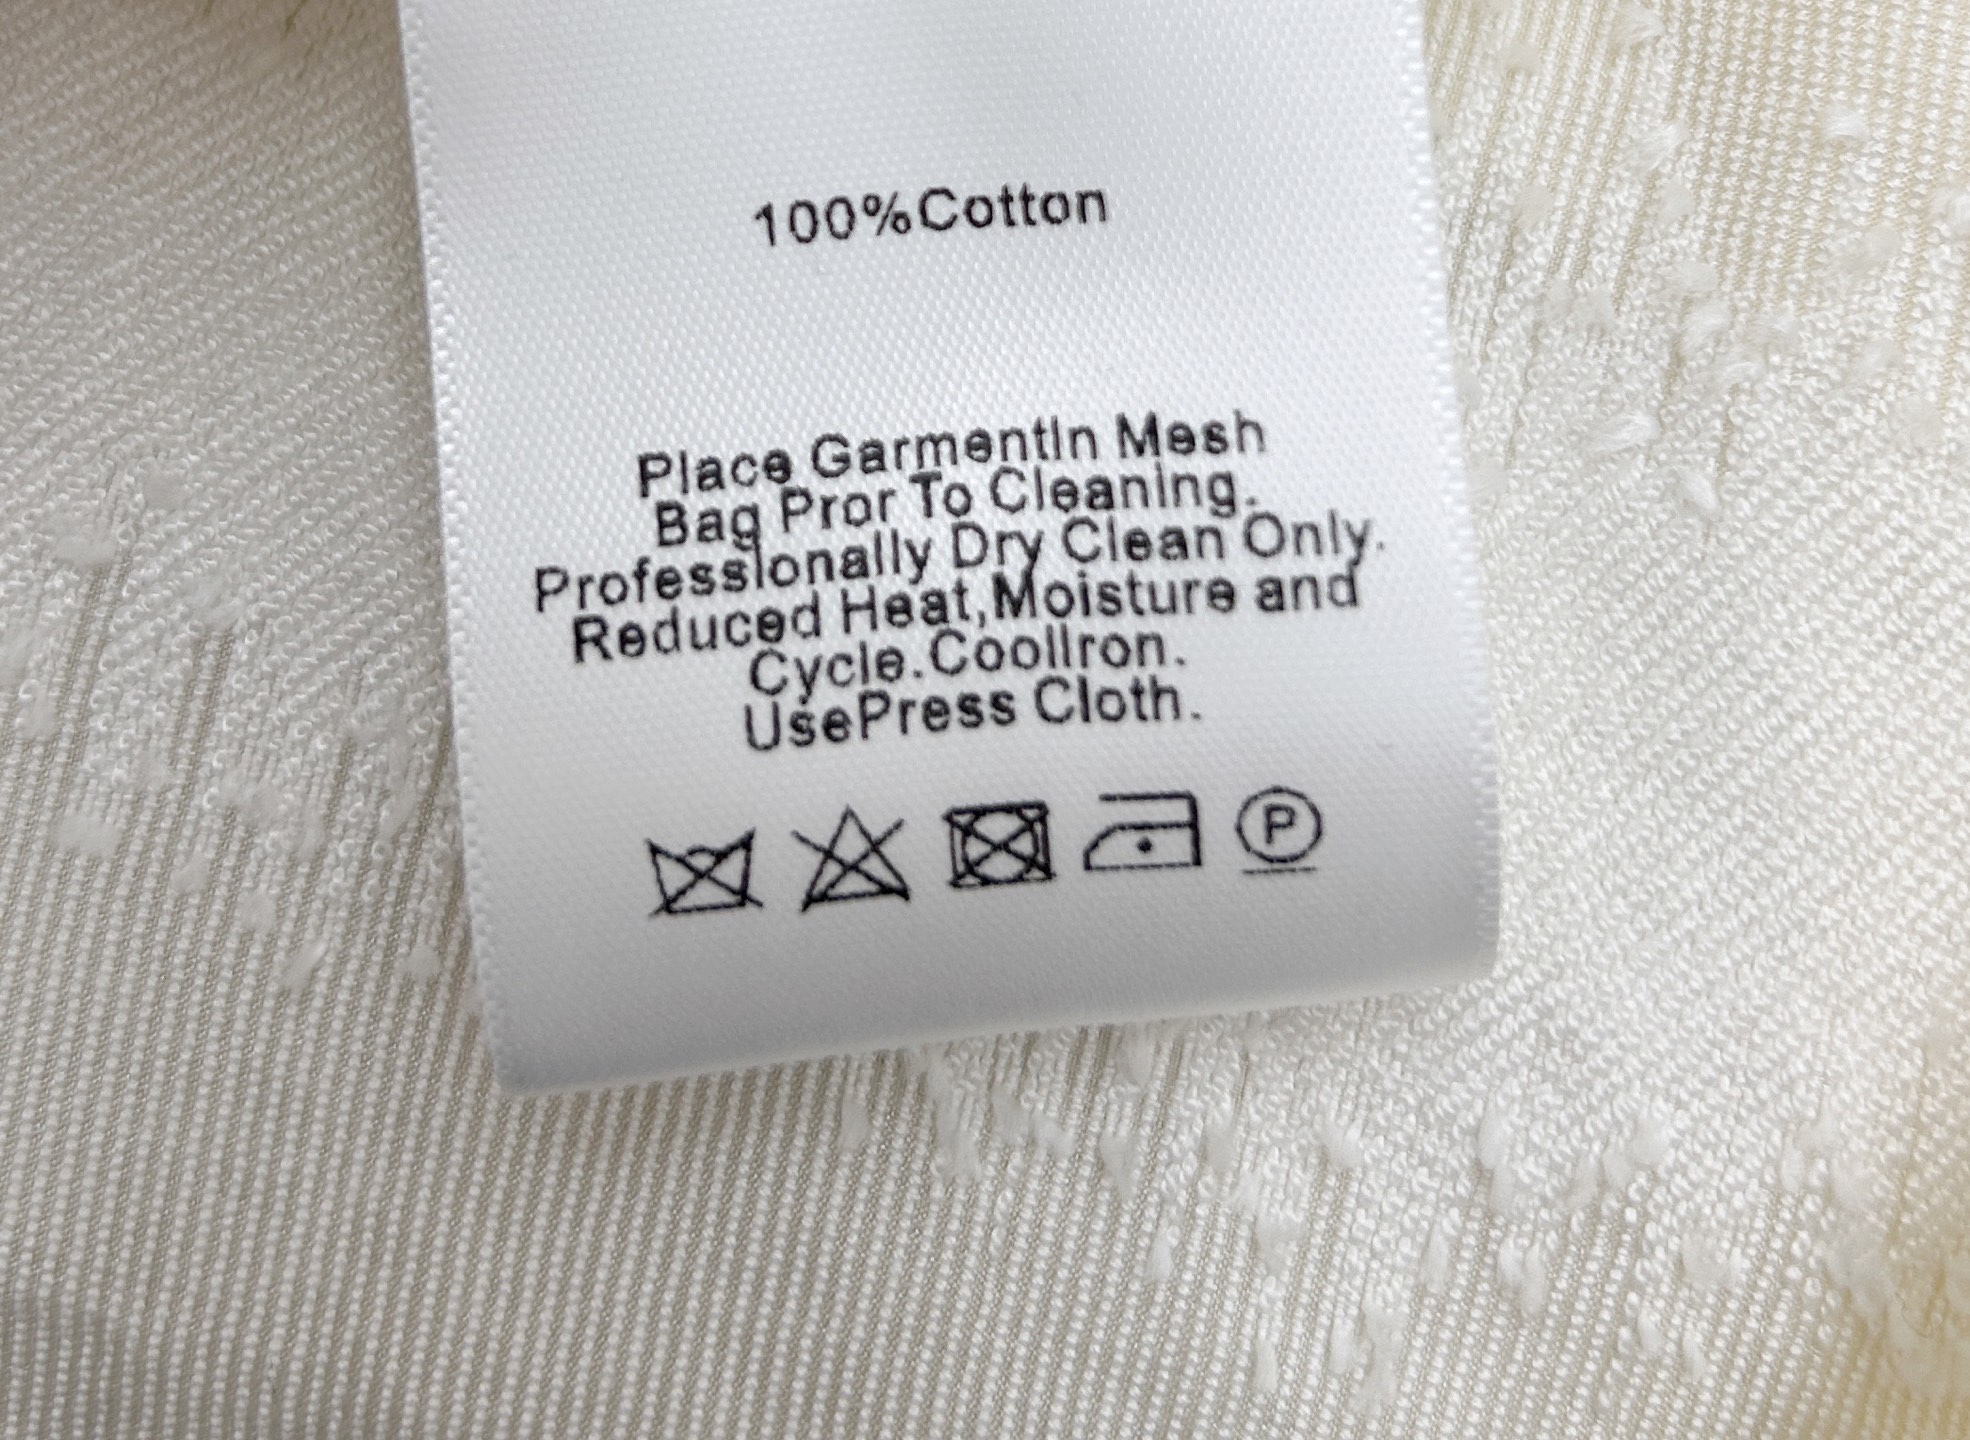 100%Cotton
Place GarmentIn Mesh
Bag Pror To Cleaning.
Professionally Dry Clean Only.
Reduced Heat,Moisture and
Cycle.CoolIron.
UsePress Cloth.
P